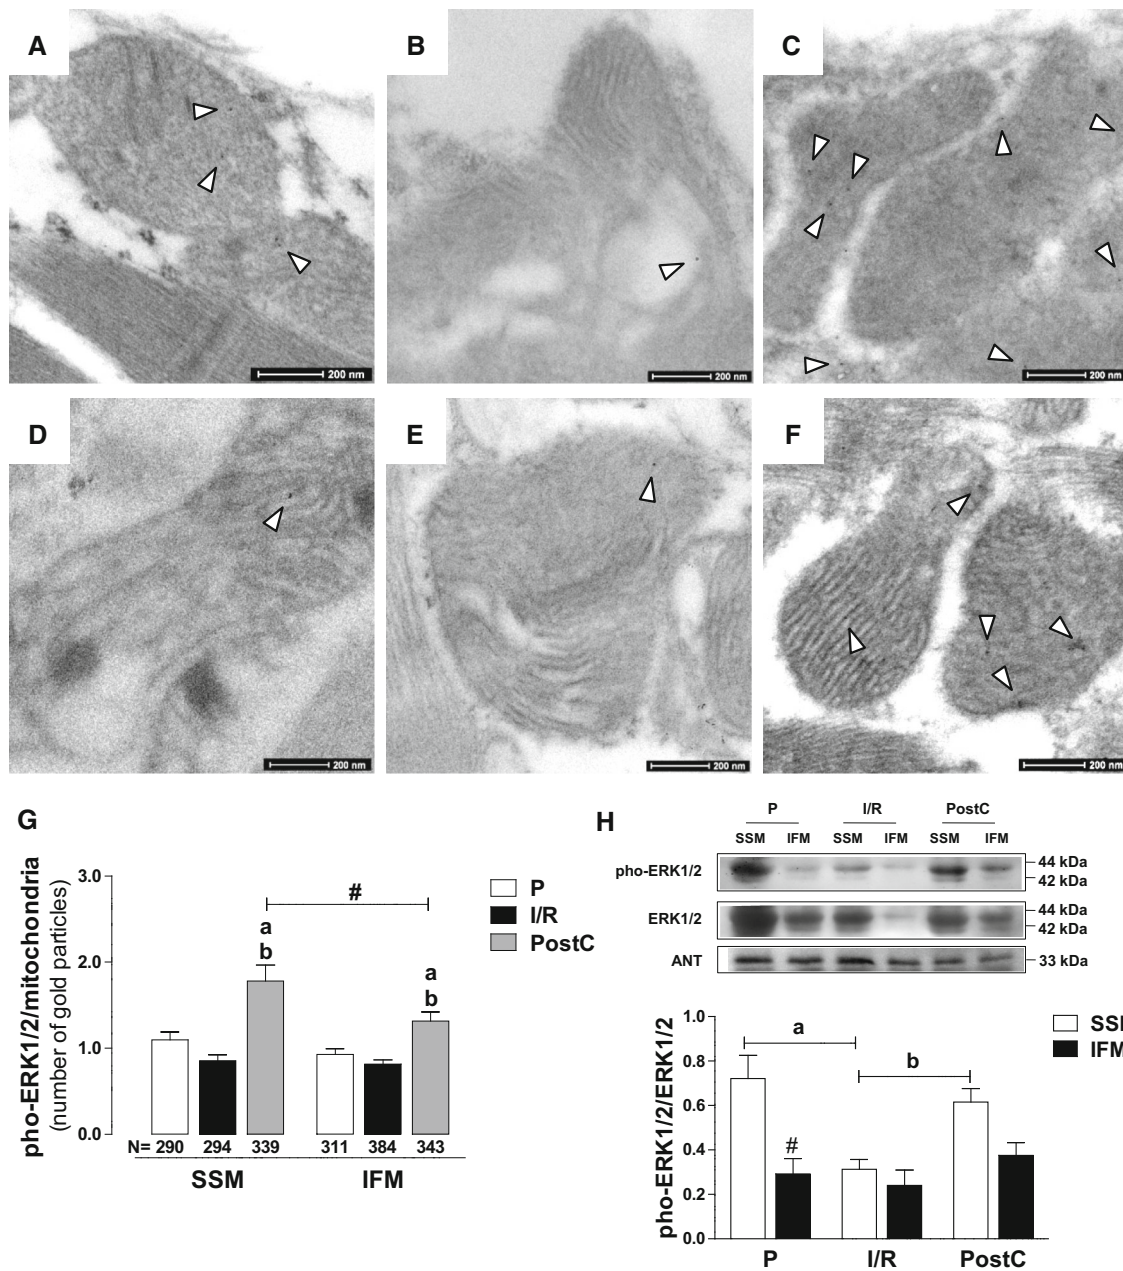 A
B
C
200 nm
200 nm
200 nm
D
E
F
200 nm
200 nm
200 nm
G
pho-ERK1/2/mitochondria
(number of gold particles)
3.0
2.0
1.0
0.0
#
a
b
a
b
P
I/R
PostC
N= 290 294 339 311 384 343
SSM IFM
H
P I/R PostC
SSM IFM SSM IFM SSM IFM
pho-ERK1/2
44 kDa
42 kDa
ERK1/2
44 kDa
42 kDa
ANT
33 kDa
pho-ERK1/2/ERK1/2
1.0
0.8
0.6
0.4
0.2
0.0
a
b
#
IFM
P I/R PostC